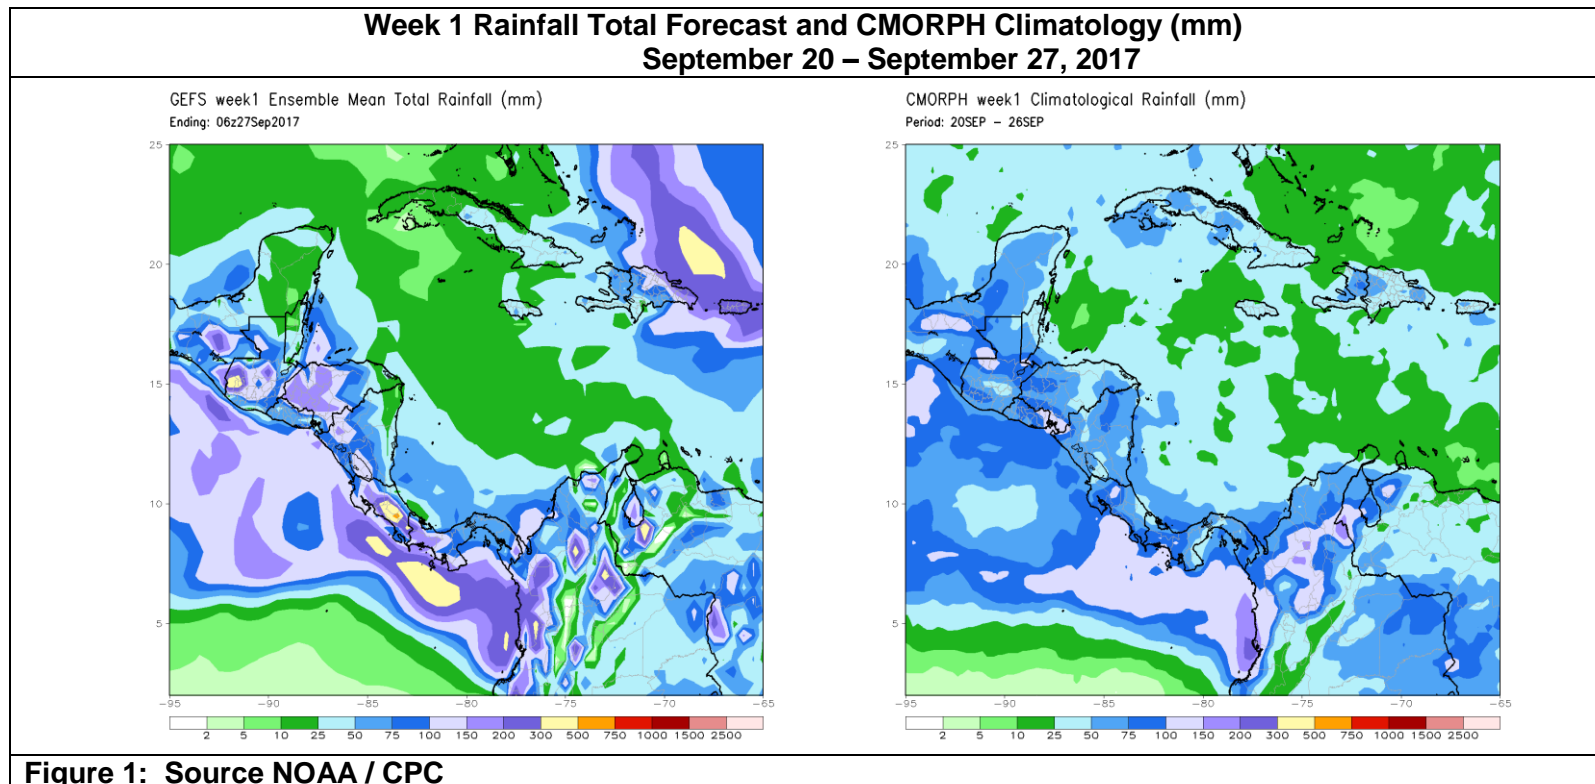 Week 1 Rainfall Total Forecast and CMORPH Climatology (mm)
September 20 – September 27, 2017
GEFS week1 Ensemble Mean Total Rainfall (mm)
Ending: 06z27Sep2017
25
20
15
10
5
-95 -90 -85 -80 -75 -70 -65
2 5 10 25 50 75 100 150 200 300 500 750 1000 1500 2500
CMORPH week1 Climatological Rainfall (mm)
Period: 20SEP – 26SEP
25
20
15
10
5
-95 -90 -85 -80 -75 -70 -65
2 5 10 25 50 75 100 150 200 300 500 750 1000 1500 2500
Figure 1: Source NOAA / CPC